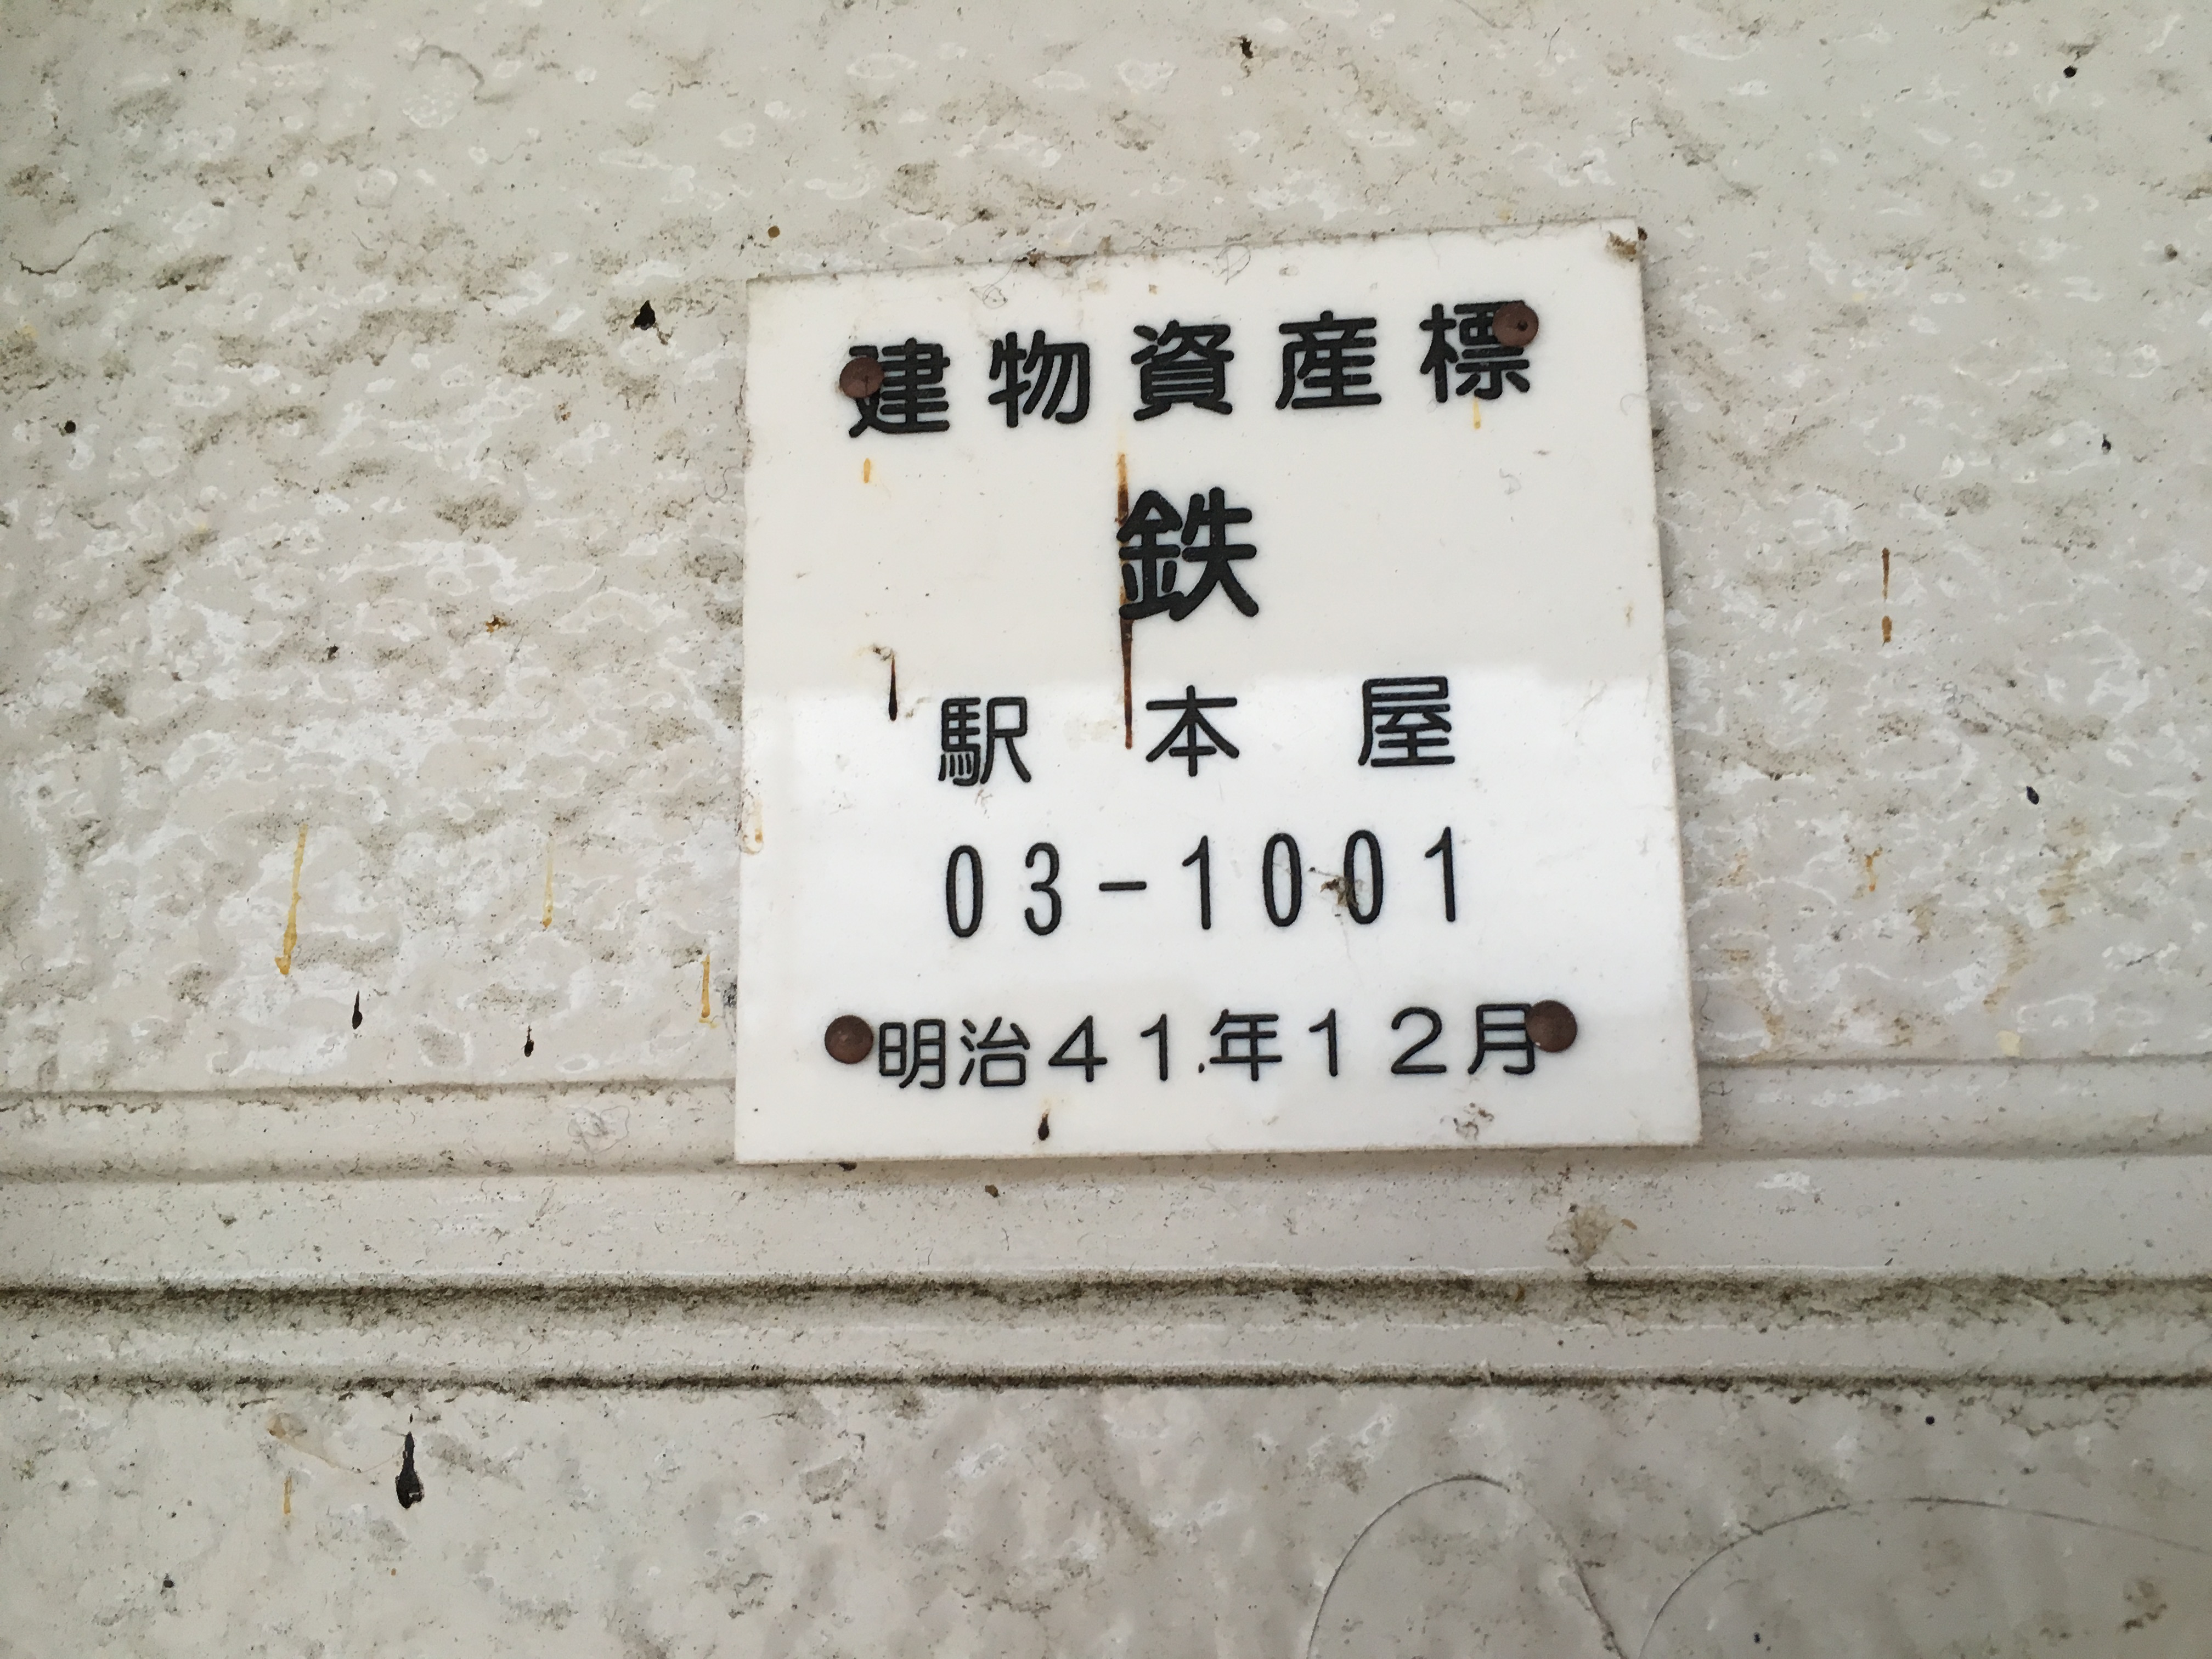 建物資産標
鉄
駅本屋
03-1001
明治41年12月